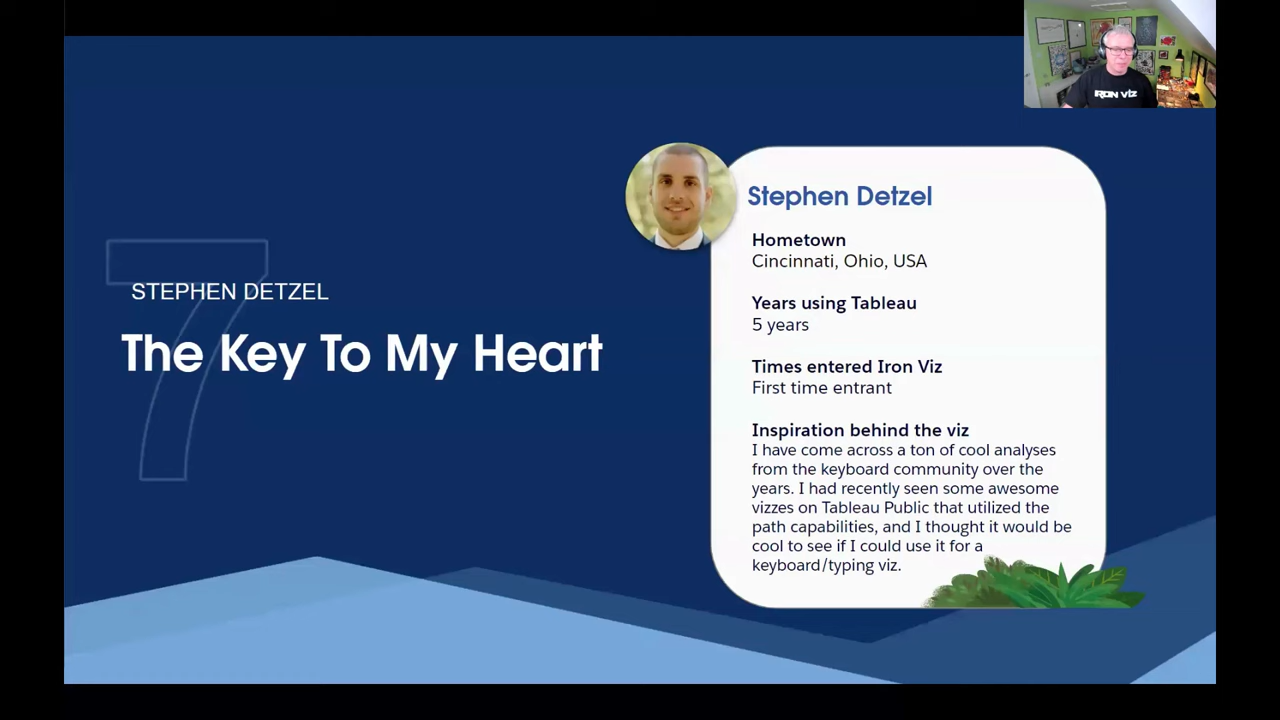 IRON VIZ
7
STEPHEN DETZEL
The Key To My Heart
Stephen Detzel
Hometown
Cincinnati, Ohio, USA
Years using Tableau
5 years
Times entered Iron Viz
First time entrant
Inspiration behind the viz
I have come across a ton of cool analyses
from the keyboard community over the
years. I had recently seen some awesome
vizzes on Tableau Public that utilized the
path capabilities, and I thought it would be
cool to see if I could use it for a
keyboard/typing viz.